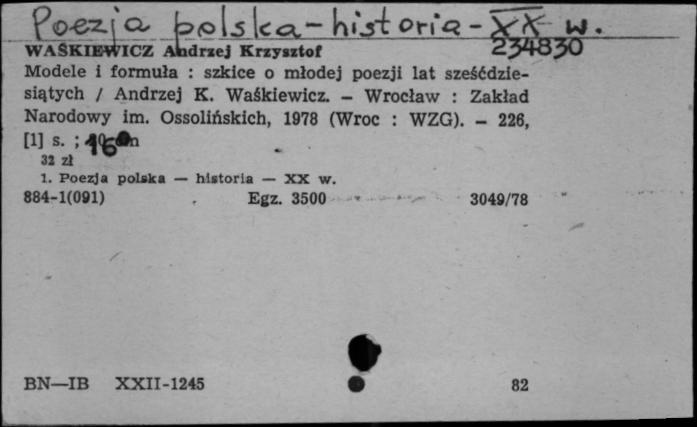 Poezja polska - historia - XX w.
WAŚKIEWICZ Andrzej Krzysztof 234830
Modele i formuła : szkice o młodej poezji lat sześćdzie-
siątych / Andrzej K. Waśkiewicz. — Wrocław : Zakład
Narodowy im. Ossolińskich, 1978 (Wroc : WZG). — 226,
[1] s. ; 16
32 zł
1. Poezja polska — historia — XX w.
884-1(091) Egz. 3500 3049/78
BN—IB XXII-1245 82